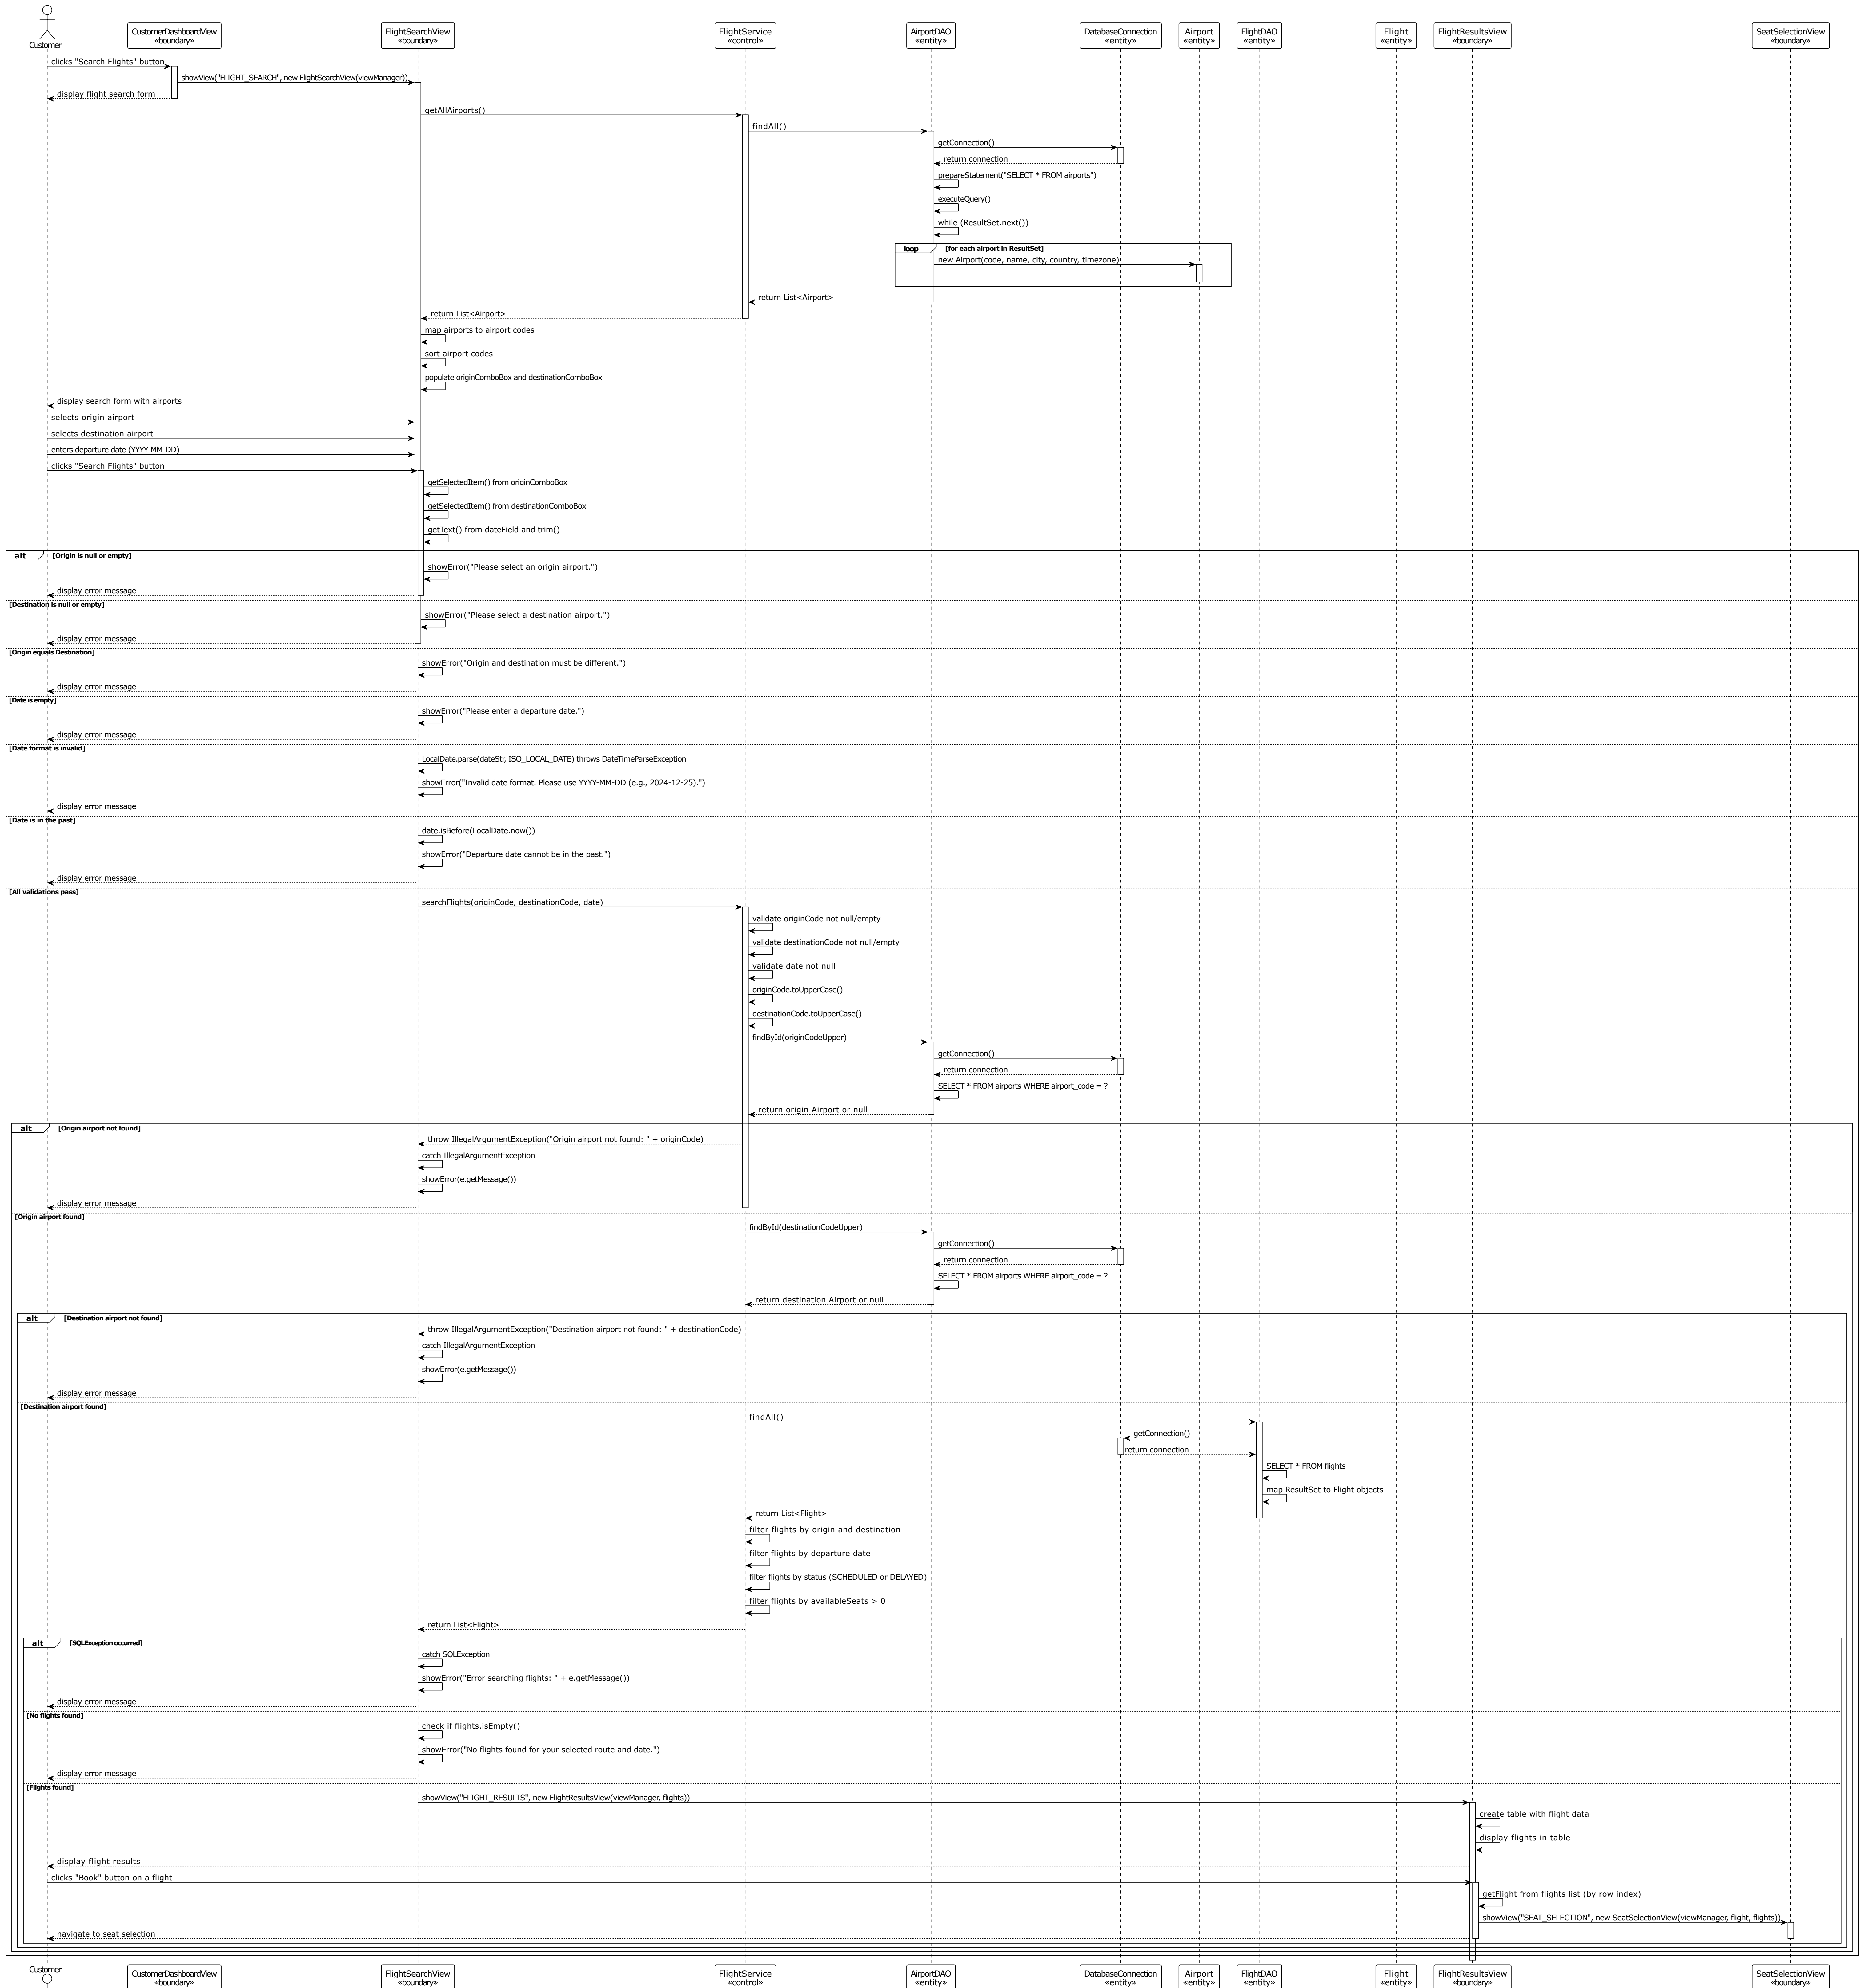 Customer
CustomerDashboardView
«boundary»
FlightSearchView
«boundary»
FlightService
«control»
AirportDAO
«entity»
DatabaseConnection
«entity»
Airport
«entity»
FlightDAO
«entity»
Flight
«entity»
FlightResultsView
«boundary»
SeatSelectionView
«boundary»
clicks "Search Flights" button
showView("FLIGHT_SEARCH", new FlightSearchView(viewManager))
display flight search form
getAllAirports()
findAll()
getConnection()
return connection
prepareStatement("SELECT * FROM airports")
executeQuery()
while (ResultSet.next())
loop [for each airport in ResultSet]
new Airport(code, name, city, country, timezone)
return List<Airport>
return List<Airport>
map airports to airport codes
sort airport codes
populate originComboBox and destinationComboBox
display search form with airports
selects origin airport
selects destination airport
enters departure date (YYYY-MM-DD)
clicks "Search Flights" button
getSelectedItem() from originComboBox
getSelectedItem() from destinationComboBox
getText() from dateField and trim()
alt [Origin is null or empty]
showError("Please select an origin airport.")
display error message
[Destination is null or empty]
showError("Please select a destination airport.")
display error message
[Origin equals Destination]
showError("Origin and destination must be different.")
display error message
[Date is empty]
showError("Please enter a departure date.")
display error message
[Date format is invalid]
LocalDate.parse(dateStr, ISO_LOCAL_DATE) throws DateTimeParseException
showError("Invalid date format. Please use YYYY-MM-DD (e.g., 2024-12-25).")
display error message
[Date is in the past]
date.isBefore(LocalDate.now())
showError("Departure date cannot be in the past.")
display error message
[All validations pass]
searchFlights(originCode, destinationCode, date)
validate originCode not null/empty
validate destinationCode not null/empty
validate date not null
originCode.toUpperCase()
destinationCode.toUpperCase()
findById(originCodeUpper)
getConnection()
return connection
SELECT * FROM airports WHERE airport_code = ?
return origin Airport or null
alt [Origin airport not found]
throw IllegalArgumentException("Origin airport not found: " + originCode)
catch IllegalArgumentException
showError(e.getMessage())
display error message
[Origin airport found]
findById(destinationCodeUpper)
getConnection()
return connection
SELECT * FROM airports WHERE airport_code = ?
return destination Airport or null
alt [Destination airport not found]
throw IllegalArgumentException("Destination airport not found: " + destinationCode)
catch IllegalArgumentException
showError(e.getMessage())
display error message
[Destination airport found]
findAll()
getConnection()
return connection
SELECT * FROM flights
map ResultSet to Flight objects
return List<Flight>
filter flights by origin and destination
filter flights by departure date
filter flights by status (SCHEDULED or DELAYED)
filter flights by availableSeats > 0
return List<Flight>
alt [SQLException occurred]
catch SQLException
showError("Error searching flights: " + e.getMessage())
display error message
[No flights found]
check if flights.isEmpty()
showError("No flights found for your selected route and date.")
display error message
[Flights found]
showView("FLIGHT_RESULTS", new FlightResultsView(viewManager, flights))
create table with flight data
display flights in table
display flight results
clicks "Book" button on a flight
getFlight from flights list (by row index)
showView("SEAT_SELECTION", new SeatSelectionView(viewManager, flight, flights))
navigate to seat selection
Customer
CustomerDashboardView
«boundary»
FlightSearchView
«boundary»
FlightService
«control»
AirportDAO
«entity»
DatabaseConnection
«entity»
Airport
«entity»
FlightDAO
«entity»
Flight
«entity»
FlightResultsView
«boundary»
SeatSelectionView
«boundary»